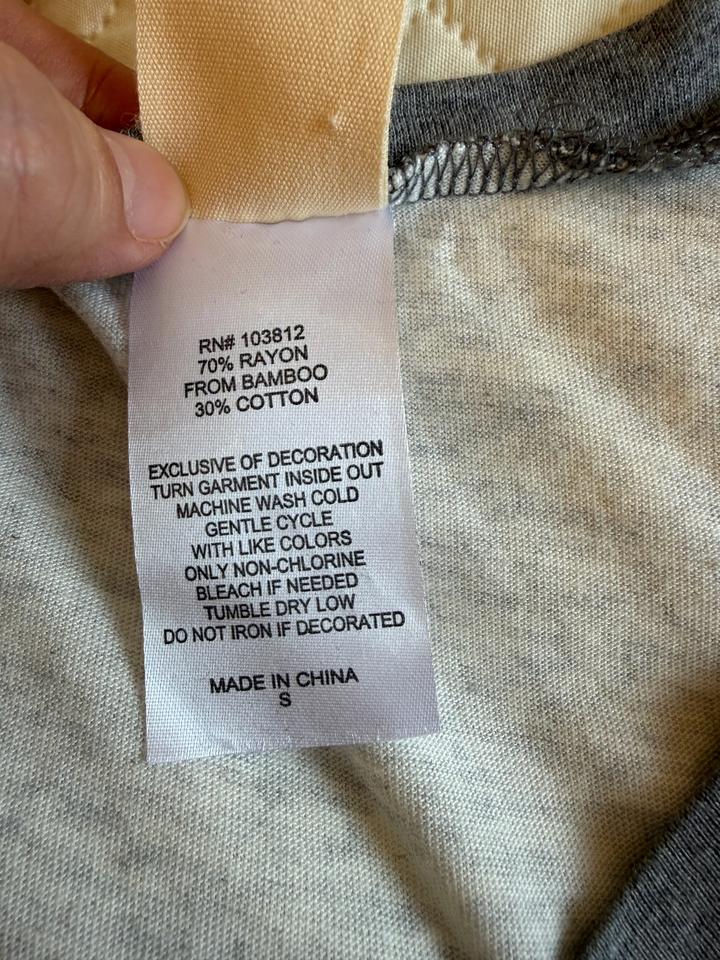 RN# 103812
70% RAYON
FROM BAMBOO
30% COTTON
EXCLUSIVE OF DECORATION
TURN GARMENT INSIDE OUT
MACHINE WASH COLD
GENTLE CYCLE
WITH LIKE COLORS
ONLY NON-CHLORINE
BLEACH IF NEEDED
TUMBLE DRY LOW
DO NOT IRON IF DECORATED
MADE IN CHINA
S